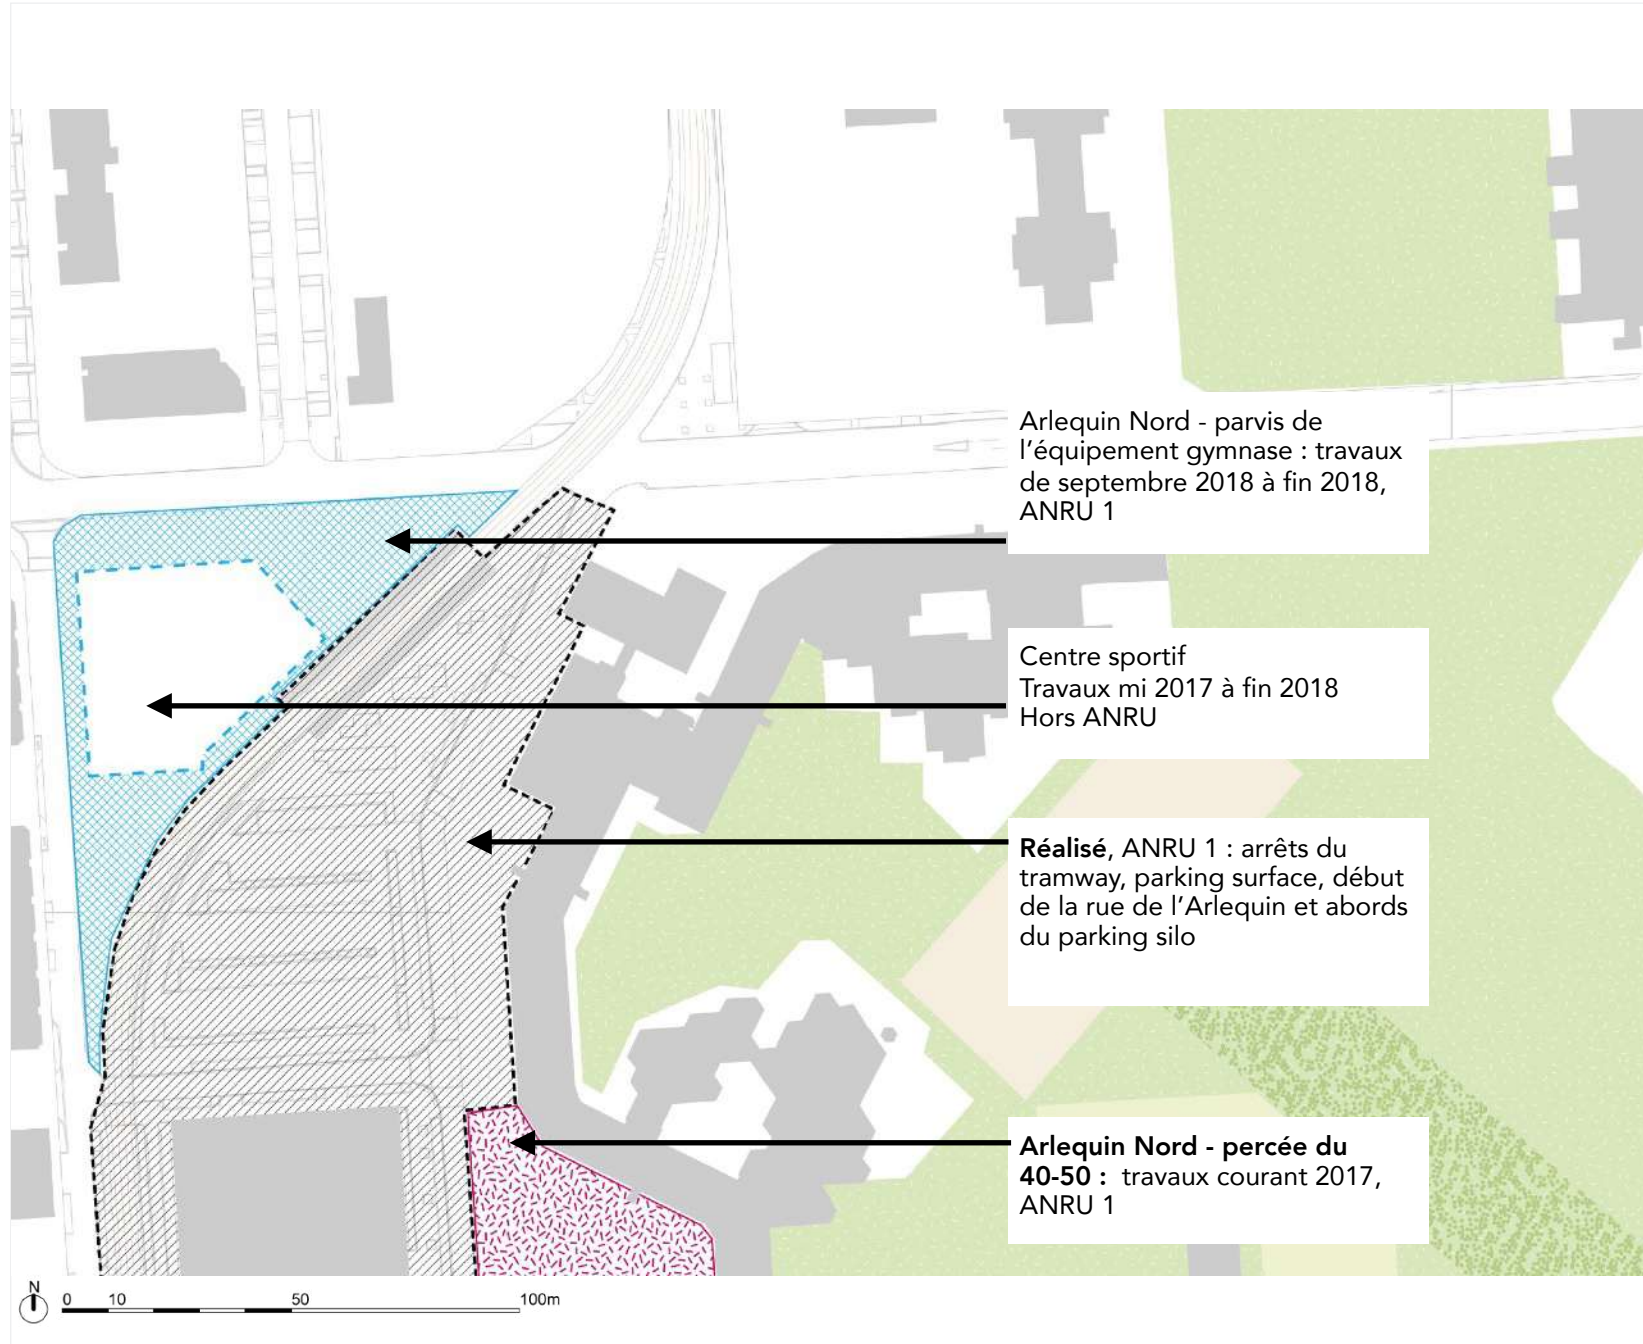 Arlequin Nord - parvis de
l'équipement gymnase : travaux
de septembre 2018 à fin 2018,
ANRU 1
Centre sportif
Travaux mi 2017 à fin 2018
Hors ANRU
Réalisé, ANRU 1 : arrêts du
tramway, parking surface, début
de la rue de l'Arlequin et abords
du parking silo
Arlequin Nord - percée du
40-50 : travaux courant 2017,
ANRU 1
N
0 10 50 100m